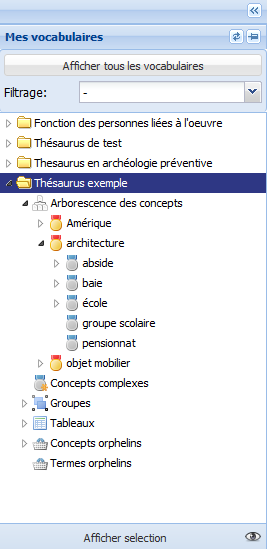 Mes vocabulaires
Afficher tous les vocabulaires
Filtrage: -
Fonction des personnes liées à l'oeuvre
Thésaurus de test
Thesaurus en archéologie préventive
Thésaurus exemple
Arborescence des concepts
Amérique
architecture
abside
baie
école
groupe scolaire
pensionnat
objet mobilier
Concepts complexes
Groupes
Tableaux
Concepts orphelins
Termes orphelins
Afficher selection